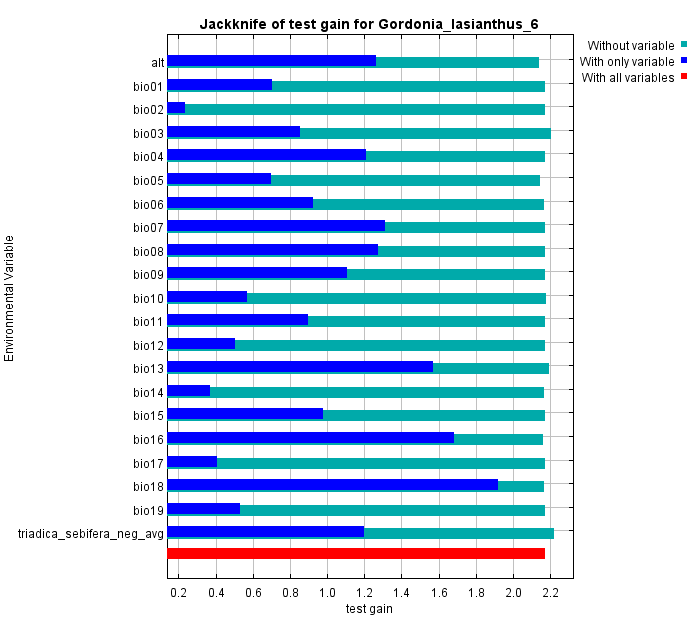 Jackknife of test gain for Gordonia_lasianthus_6
Without variable
With only variable
With all variables
Environmental Variable
alt
bio01
bio02
bio03
bio04
bio05
bio06
bio07
bio08
bio09
bio10
bio11
bio12
bio13
bio14
bio15
bio16
bio17
bio18
bio19
triadica_sebifera_neg_avg
0.2 0.4 0.6 0.8 1.0 1.2 1.4 1.6 1.8 2.0 2.2
test gain